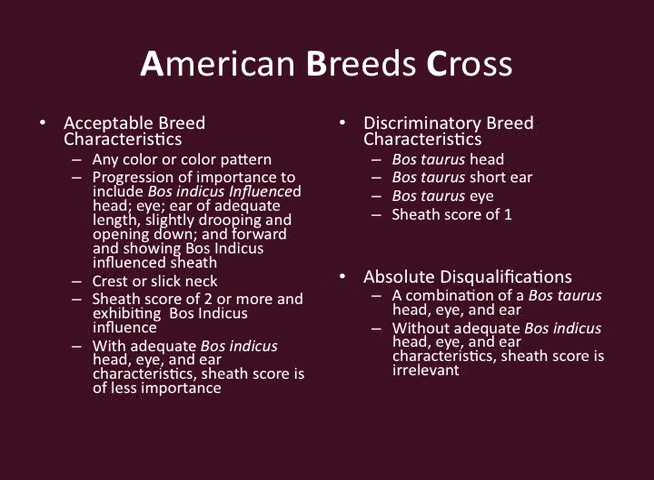 American Breeds Cross
• Acceptable Breed
Characteristics
– Any color or color pattern
– Progression of importance to
include Bos indicus Influenced
head; eye; ear of adequate
length, slightly drooping and
opening down; and forward
and showing Bos Indicus
influenced sheath
– Crest or slick neck
– Sheath score of 2 or more and
exhibiting Bos Indicus
influence
– With adequate Bos indicus
head, eye, and ear
characteristics, sheath score is
of less importance
• Discriminatory Breed
Characteristics
– Bos taurus head
– Bos taurus short ear
– Bos taurus eye
– Sheath score of 1
• Absolute Disqualifications
– A combination of a Bos taurus
head, eye, and ear
– Without adequate Bos indicus
head, eye, and ear
characteristics, sheath score is
irrelevant